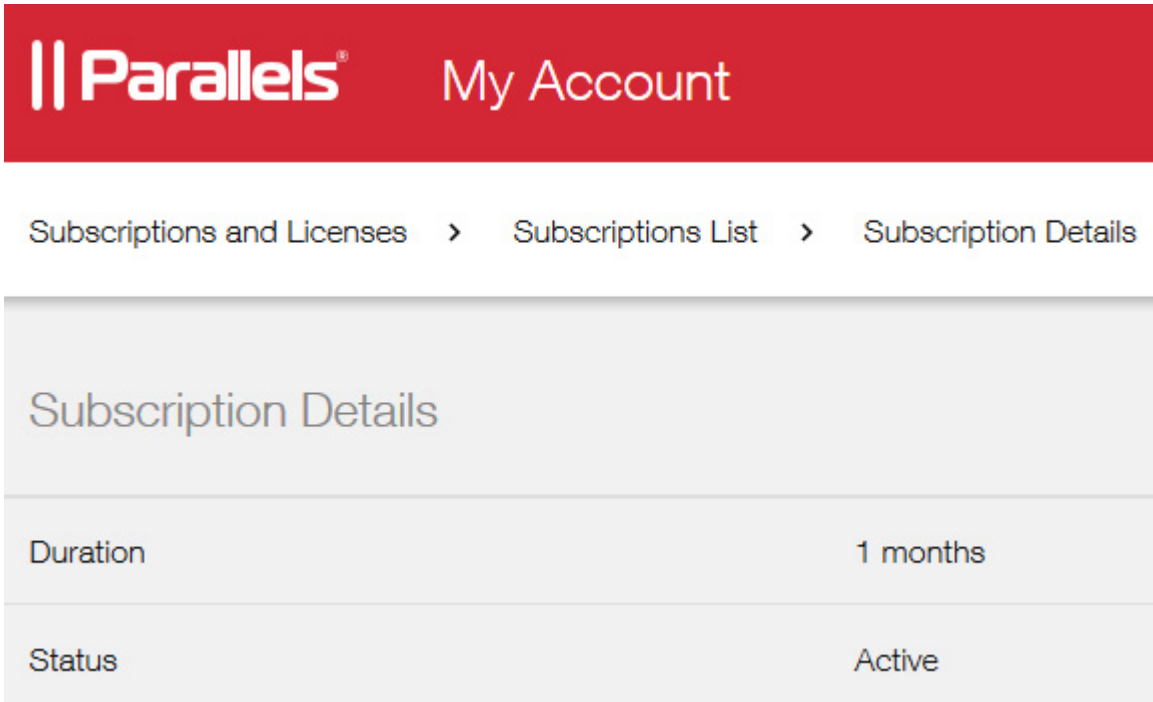 Parallels® My Account
Subscriptions and Licenses > Subscriptions List > Subscription Details
Subscription Details
Duration 1 months
Status Active